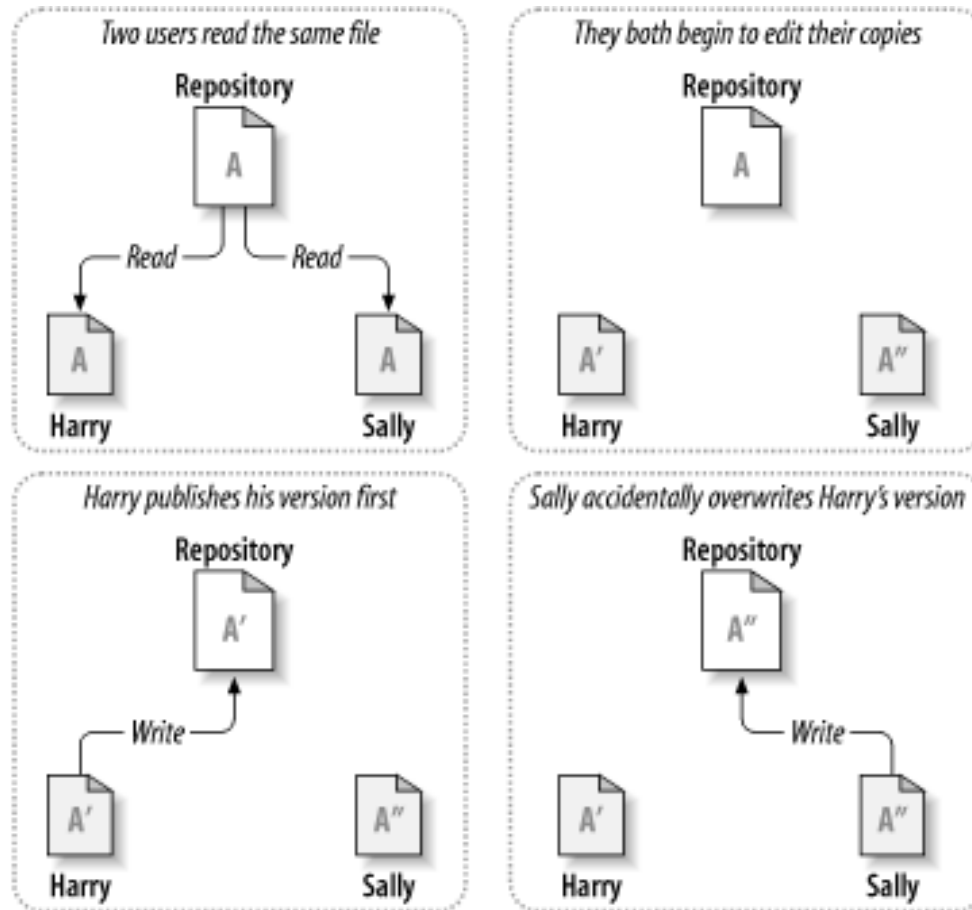 Two users read the same file
Repository
A
Read
Read
A
A
Harry
Sally
They both begin to edit their copies
Repository
A
A'
A"
Harry
Sally
Harry publishes his version first
Repository
A'
Write
A'
A"
Harry
Sally
Sally accidentally overwrites Harry's version
Repository
A"
Write
A'
A"
Harry
Sally